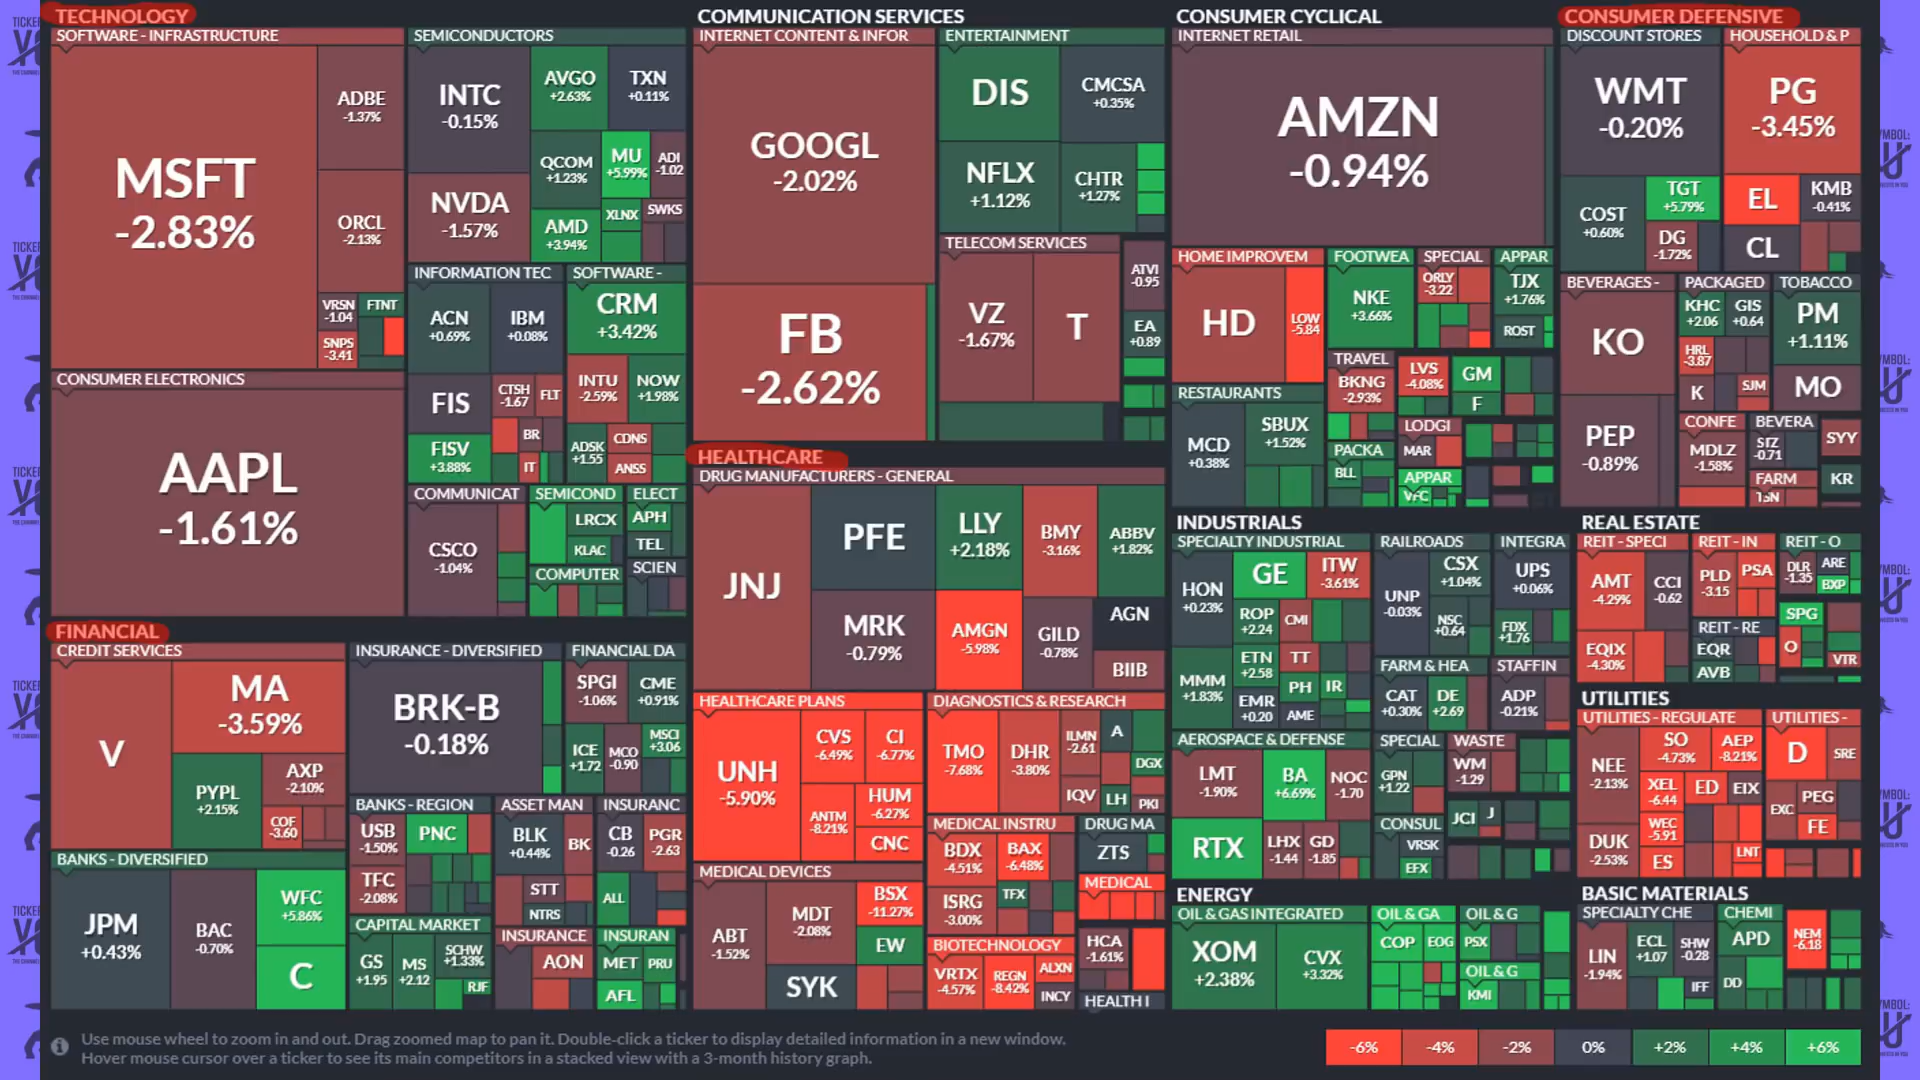 TECHNOLOGY
SOFTWARE - INFRASTRUCTURE
MSFT
-2.83%
ADBE
-1.37%
ORCL
-2.13%
VRSN
-1.04
FTNT
SNPS
-3.41
CONSUMER ELECTRONICS
AAPL
-1.61%
SEMICONDUCTORS
INTC
-0.15%
AVGO
+2.63%
TXN
+0.11%
NVDA
-1.57%
QCOM
+1.23%
MU
+5.99%
ADI
-1.02
AMD
+3.94%
XLNX
SWKS
INFORMATION TEC
ACN
+0.69%
IBM
+0.08%
FIS
CTSH
-1.67
FLT
FISV
+3.88%
BR
IT
SOFTWARE -
CRM
+3.42%
INTU
-2.59%
NOW
+1.98%
ADSK
+1.55
CDNS
ANSS
COMMUNICAT
CSCO
-1.04%
SEMICOND
LRCX
KLAC
ELECT
APH
TEL
COMPUTER
SCIEN
COMMUNICATION SERVICES
INTERNET CONTENT & INFOR
GOOGL
-2.02%
FB
-2.62%
ENTERTAINMENT
DIS
CMCSA
+0.35%
NFLX
+1.12%
CHTR
+1.27%
TELECOM SERVICES
VZ
-1.67%
T
ATVI
-0.95
EA
+0.89
CONSUMER CYCLICAL
INTERNET RETAIL
AMZN
-0.94%
HOME IMPROVEM
HD
LOW
-5.84
FOOTWEA
NKE
+3.66%
SPECIAL
ORLY
-3.22
APPAR
TJX
+1.76%
ROST
RESTAURANTS
MCD
+0.38%
SBUX
+1.52%
TRAVEL
BKNG
-2.93%
LVS
-4.08%
GM
F
PACKA
BLL
LODGI
MAR
APPAR
VFC
CONSUMER DEFENSIVE
DISCOUNT STORES
WMT
-0.20%
COST
+0.60%
TGT
+5.79%
DG
-1.72%
HOUSEHOLD & P
PG
-3.45%
EL
KMB
-0.41%
CL
BEVERAGES -
KO
PEP
-0.89%
PACKAGED
KHC
+2.06
GIS
+0.64
HRL
-3.87
K
SJM
TOBACCO
PM
+1.11%
MO
CONFE
MDLZ
-1.58%
BEVERA
STZ
-0.71
SYY
FARM
TSN
KR
FINANCIAL
CREDIT SERVICES
V
MA
-3.59%
PYPL
+2.15%
AXP
-2.10%
COF
-3.60
BANKS - DIVERSIFIED
JPM
+0.43%
BAC
-0.70%
WFC
+5.86%
C
INSURANCE - DIVERSIFIED
BRK-B
-0.18%
FINANCIAL DA
SPGI
-1.06%
CME
+0.91%
ICE
+1.72
MCO
-0.90
MSCI
+3.06
BANKS - REGION
USB
-1.50%
PNC
TFC
-2.08%
ASSET MAN
BLK
+0.44%
BK
STT
NTRS
INSURANC
CB
-0.26
PGR
-2.63
ALL
CAPITAL MARKET
GS
+1.95
MS
+2.12
SCHW
+1.33%
RJF
INSURANCE
AON
INSURAN
MET
PRU
AFL
HEALTHCARE
DRUG MANUFACTURERS - GENERAL
JNJ
PFE
LLY
+2.18%
BMY
-3.16%
ABBV
+1.82%
MRK
-0.79%
AMGN
-5.98%
GILD
-0.78%
AGN
BIIB
HEALTHCARE PLANS
UNH
-5.90%
CVS
-6.49%
CI
-6.77%
ANTM
-8.21%
HUM
-6.27%
CNC
DIAGNOSTICS & RESEARCH
TMO
-7.68%
DHR
-3.80%
ILMN
-2.61
A
DGX
IQV
LH
PKI
MEDICAL DEVICES
ABT
-1.52%
MDT
-2.08%
SYK
BSX
-11.27%
EW
MEDICAL INSTRU
BDX
-4.51%
BAX
-6.48%
ISRG
-3.00%
TFX
DRUG MA
ZTS
MEDICAL
BIOTECHNOLOGY
VRTX
-4.57%
REGN
-8.42%
ALXN
INCY
HCA
-1.61%
HEALTH I
INDUSTRIALS
SPECIALTY INDUSTRIAL
HON
+0.23%
GE
ITW
-3.61%
ROP
+2.24
CMI
MMM
+1.83%
ETN
+2.58
TT
PH
IR
EMR
+0.20
AME
RAILROADS
UNP
-0.03%
CSX
+1.04%
NSC
+0.64
INTEGRA
UPS
+0.06%
FDX
+1.76
FARM & HEA
CAT
+0.30%
DE
+2.69
STAFFIN
ADP
-0.21%
AEROSPACE & DEFENSE
LMT
-1.90%
BA
+6.69%
NOC
-1.70
RTX
LHX
-1.44
GD
-1.85
SPECIAL
GPN
+1.22
WASTE
WM
-1.29
CONSUL
VRSK
EFX
JCI
J
REAL ESTATE
REIT - SPECI
AMT
-4.29%
CCI
-0.62
EQIX
-4.30%
REIT - IN
PLD
-3.15
PSA
REIT - O
DLR
-1.35
ARE
BXP
REIT - RE
EQR
AVB
SPG
O
VTR
UTILITIES
UTILITIES - REGULATE
NEE
-2.13%
SO
-4.73%
AEP
-8.21%
DUK
-2.53%
XEL
-6.44
ED
EIX
WEC
-5.91
ES
LNT
UTILITIES -
D
SRE
EXC
PEG
FE
ENERGY
OIL & GAS INTEGRATED
XOM
+2.38%
CVX
+3.32%
OIL & GA
COP
EOG
OIL & G
PSX
OIL & G
KMI
BASIC MATERIALS
SPECIALTY CHE
LIN
-1.94%
ECL
+1.07
SHW
-0.28
IFF
CHEMI
APD
DD
NEM
-6.18
Use mouse wheel to zoom in and out. Drag zoomed map to pan it. Double-click a ticker to display detailed information in a new window.
Hover mouse cursor over a ticker to see its main competitors in a stacked view with a 3-month history graph.
-6%
-4%
-2%
0%
+2%
+4%
+6%